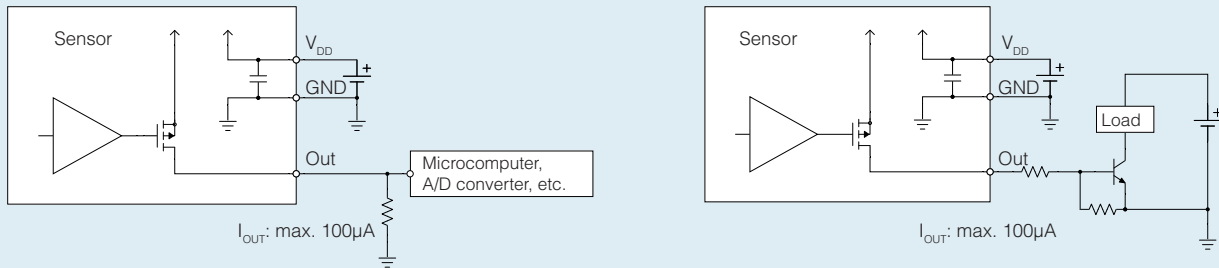 Sensor
V_DD
+
GND
Out
Microcomputer,
A/D converter, etc.
I_OUT: max. 100µA
Sensor
V_DD
+
GND
Load
+
Out
I_OUT: max. 100µA